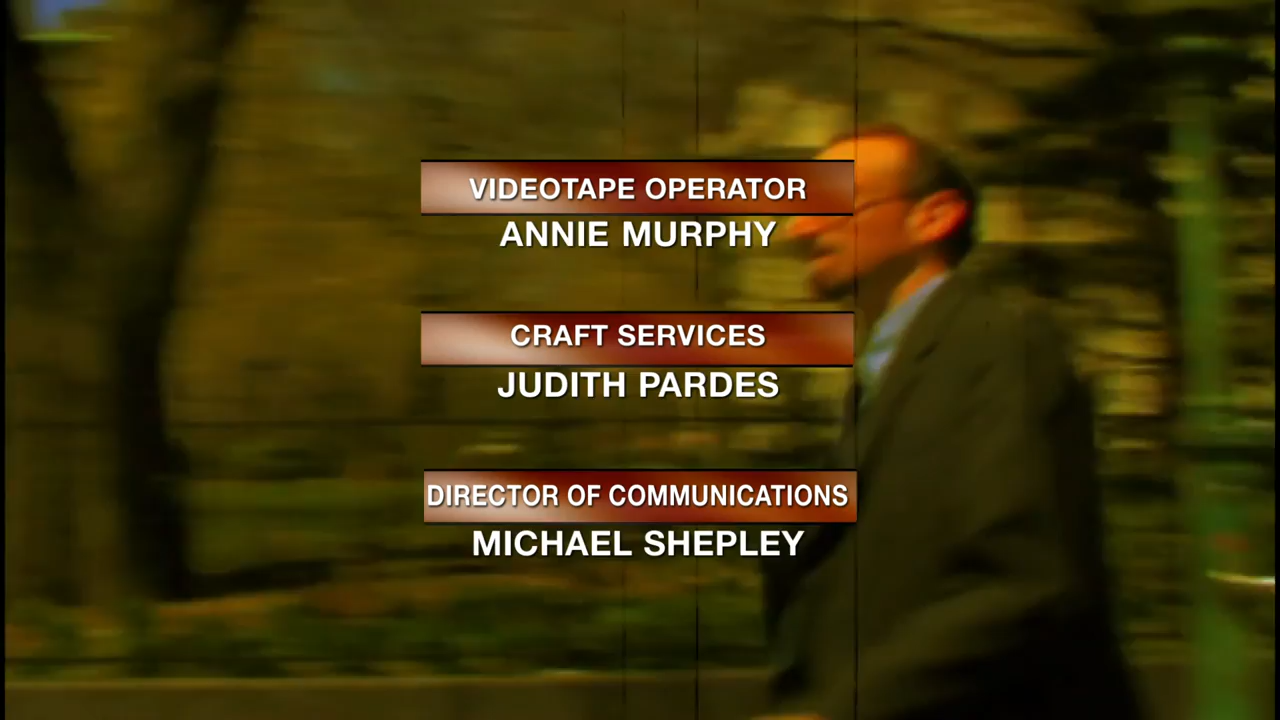 VIDEOTAPE OPERATOR
ANNIE MURPHY
CRAFT SERVICES
JUDITH PARDES
DIRECTOR OF COMMUNICATIONS
MICHAEL SHEPLEY